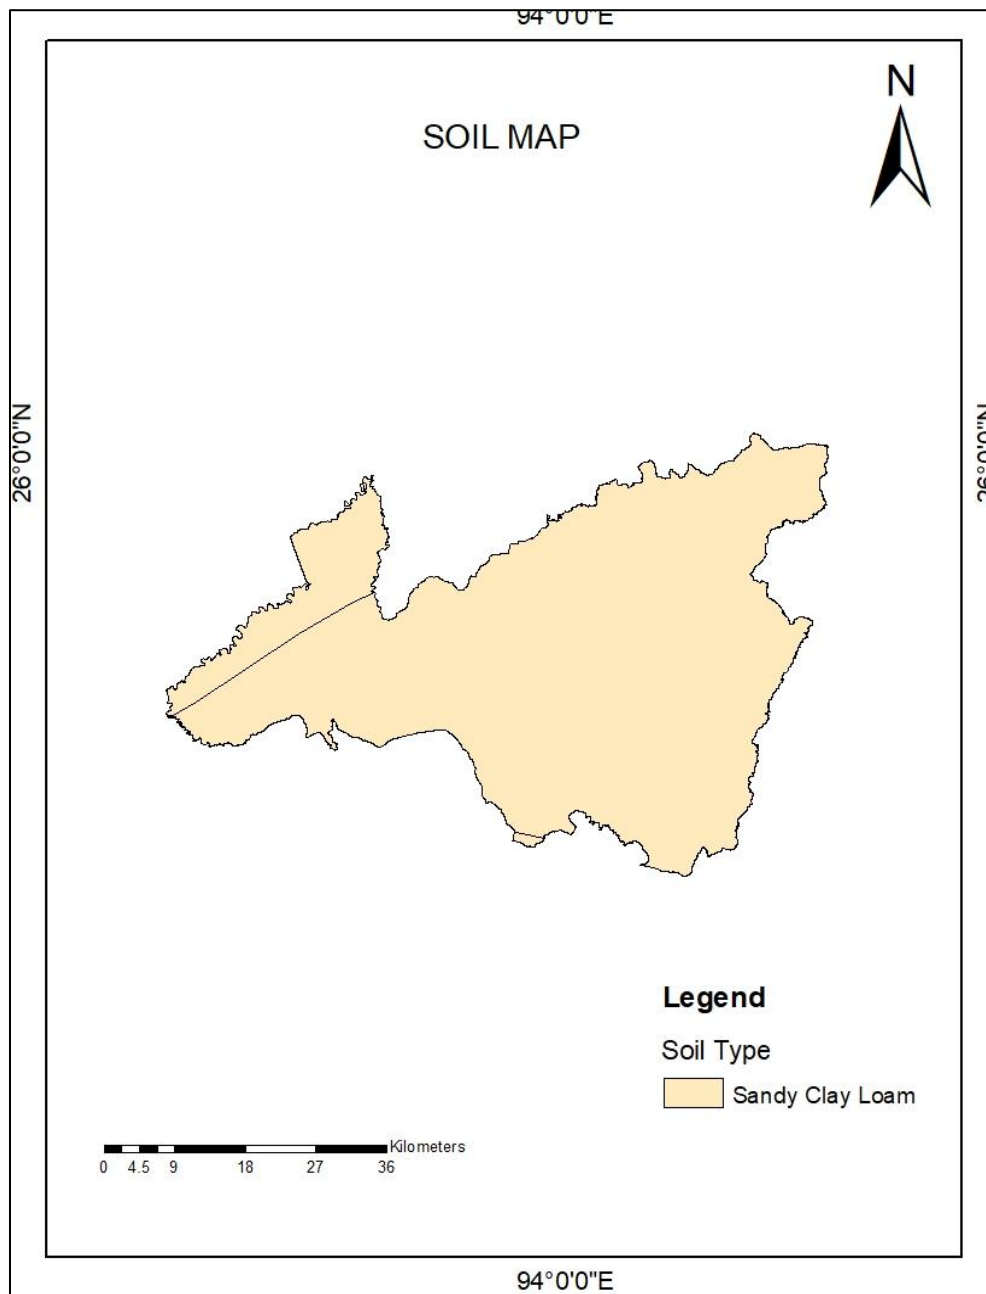 94°0'0"E
N
SOIL MAP
26°0'0"N
26°0'0"N
Legend
Soil Type
Sandy Clay Loam
Kilometers
0 4.5 9 18 27 36
94°0'0"E